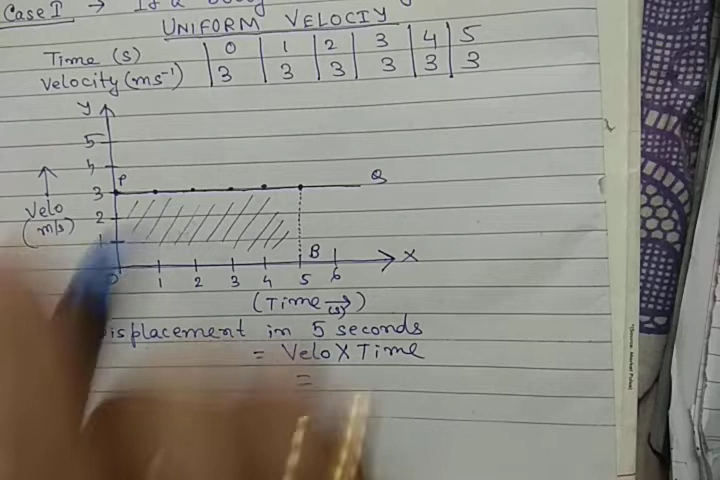 Case I → If a body
UNIFORM VELOCIY
Time (s) 0 1 2 3 4 5
Velocity (ms⁻¹) 3 3 3 3 3 3
Y
5
4
P
3 Q
Velo 2
(m/s) 1
B X
0 1 2 3 4 5 6
(Time (s) →)
isplacement in 5 seconds
= Velo X Time
=